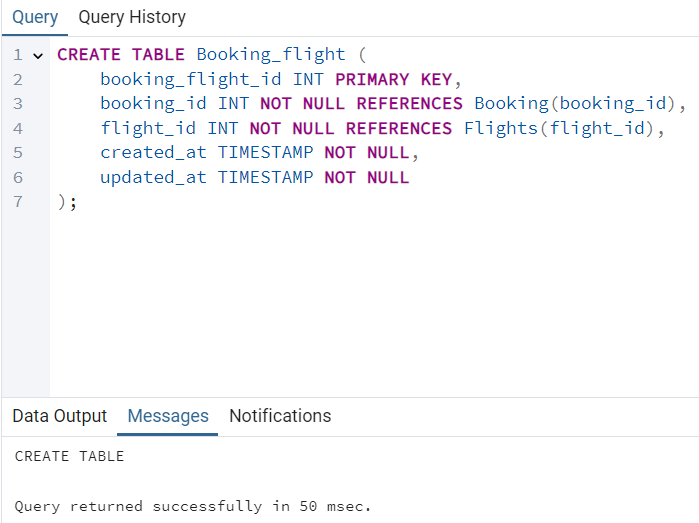 Query Query History
1 CREATE TABLE Booking_flight (
2 booking_flight_id INT PRIMARY KEY,
3 booking_id INT NOT NULL REFERENCES Booking(booking_id),
4 flight_id INT NOT NULL REFERENCES Flights(flight_id),
5 created_at TIMESTAMP NOT NULL,
6 updated_at TIMESTAMP NOT NULL
7 );
Data Output Messages Notifications
CREATE TABLE
Query returned successfully in 50 msec.